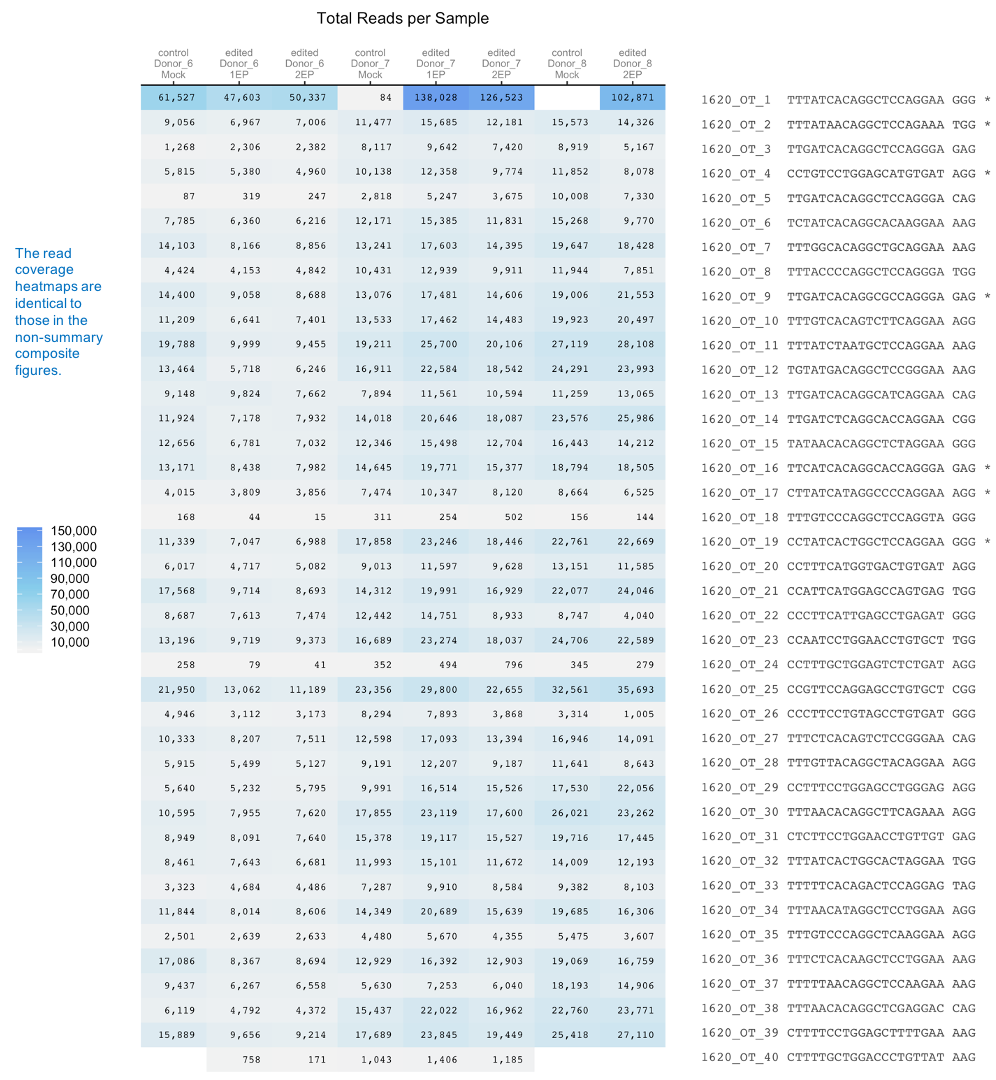 Total Reads per Sample
control edited edited control edited edited control edited
Donor_6 Donor_6 Donor_6 Donor_7 Donor_7 Donor_7 Donor_8 Donor_8
Mock 1EP 2EP Mock 1EP 2EP Mock 2EP
61,527 47,603 50,337 84 138,028 126,523 102,871 1620_OT_1 TTTATCACAGGCTCCAGGAA GGG *
9,056 6,967 7,006 11,477 15,685 12,181 15,573 14,326 1620_OT_2 TTTATAACAGGCTCCAGAAA TGG *
1,268 2,306 2,382 8,117 9,642 7,420 8,919 5,167 1620_OT_3 TTGATCACAGGCTCCAGGGA GAG
5,815 5,380 4,960 10,138 12,358 9,774 11,852 8,078 1620_OT_4 CCTGTCCTGGAGCATGTGAT AGG *
87 319 247 2,818 5,247 3,675 10,008 7,330 1620_OT_5 TTGATCACAGGCTCCAGGGA CAG
7,785 6,360 6,216 12,171 15,385 11,831 15,268 9,770 1620_OT_6 TCTATCACAGGCACAAGGAA AAG
14,103 8,166 8,856 13,241 17,603 14,395 19,647 18,428 1620_OT_7 TTTGGCACAGGCTGCAGGAA AAG
4,424 4,153 4,842 10,431 12,939 9,911 11,944 7,851 1620_OT_8 TTTACCCCAGGCTCCAGGGA TGG
14,400 9,058 8,688 13,076 17,481 14,606 19,006 21,553 1620_OT_9 TTGATCACAGGCGCCAGGGA GAG *
11,209 6,641 7,401 13,533 17,462 14,483 19,923 20,497 1620_OT_10 TTTGTCACAGTCTTCAGGAA AGG
19,788 9,999 9,455 19,211 25,700 20,106 27,119 28,108 1620_OT_11 TTTATCTAATGCTCCAGGAA AAG
13,464 5,718 6,246 16,911 22,584 18,542 24,291 23,993 1620_OT_12 TGTATGACAGGCTCCGGGAA AAG
9,148 9,824 7,662 7,894 11,561 10,594 11,259 13,065 1620_OT_13 TTGATCACAGGCATCAGGAA CAG
11,924 7,178 7,932 14,018 20,646 18,087 23,576 25,986 1620_OT_14 TTGATCTCAGGCACCAGGAA CGG
12,656 6,781 7,032 12,346 15,498 12,704 16,443 14,212 1620_OT_15 TATAACACAGGCTCTAGGAA GGG
13,171 8,438 7,982 14,645 19,771 15,377 18,794 18,505 1620_OT_16 TTCATCACAGGCACCAGGGA GAG *
4,015 3,809 3,856 7,474 10,347 8,120 8,664 6,525 1620_OT_17 CTTATCATAGGCCCCAGGAA AGG *
168 44 15 311 254 502 156 144 1620_OT_18 TTTGTCCCAGGCTCCAGGTA GGG
11,339 7,047 6,988 17,858 23,246 18,446 22,761 22,669 1620_OT_19 CCTATCACTGGCTCCAGGAA GGG *
6,017 4,717 5,082 9,013 11,597 9,628 13,151 11,585 1620_OT_20 CCTTTCATGGTGACTGTGAT AGG
17,568 9,714 8,693 14,312 19,991 16,929 22,077 24,046 1620_OT_21 CCATTCATGGAGCCAGTGAG TGG
8,687 7,613 7,474 12,442 14,751 8,933 8,747 4,040 1620_OT_22 CCCTTCATTGAGCCTGAGAT GGG
13,196 9,719 9,373 16,689 23,274 18,037 24,706 22,589 1620_OT_23 CCAATCCTGGAACCTGTGCT TGG
258 79 41 352 494 796 345 279 1620_OT_24 CCTTTGCTGGAGTCTCTGAT AGG
21,950 13,062 11,189 23,356 29,800 22,655 32,561 35,693 1620_OT_25 CCGTTCCAGGAGCCTGTGCT CGG
4,946 3,112 3,173 8,294 7,893 3,868 3,314 1,005 1620_OT_26 CCCTTCCTGTAGCCTGTGAT GGG
10,333 8,207 7,511 12,598 17,093 13,394 16,946 14,091 1620_OT_27 TTTCTCACAGTCTCCGGGAA CAG
5,915 5,499 5,127 9,191 12,207 9,187 11,641 8,643 1620_OT_28 TTTGTTACAGGCTACAGGAA AGG
5,640 5,232 5,795 9,991 16,514 15,526 17,530 22,056 1620_OT_29 CCTTTCCTGGAGCCTGGGAG AGG
10,595 7,955 7,620 17,855 23,119 17,600 26,021 23,262 1620_OT_30 TTTAACACAGGCTTCAGAAA AGG
8,949 8,091 7,640 15,378 19,117 15,527 19,716 17,445 1620_OT_31 CTCTTCCTGGAACCTGTTGT GAG
8,461 7,643 6,681 11,993 15,101 11,672 14,009 12,193 1620_OT_32 TTTATCACTGGCACTAGGAA TGG
3,323 4,684 4,486 7,287 9,910 8,584 9,382 8,103 1620_OT_33 TTTTTCACAGACTCCAGGAG TAG
11,844 8,014 8,606 14,349 20,689 15,639 19,685 16,306 1620_OT_34 TTTAACATAGGCTCCTGGAA AGG
2,501 2,639 2,633 4,480 5,670 4,355 5,475 3,607 1620_OT_35 TTTGTCCCAGGCTCAAGGAA AGG
17,086 8,367 8,694 12,929 16,392 12,903 19,069 16,759 1620_OT_36 TTTCTCACAAGCTCCTGGAA AAG
9,437 6,267 6,558 5,630 7,253 6,040 18,193 14,906 1620_OT_37 TTTTTAACAGGCTCCAAGAA AAG
6,119 4,792 4,372 15,437 22,022 16,962 22,760 23,771 1620_OT_38 TTTAACACAGGCTCGAGGAC CAG
15,889 9,656 9,214 17,689 23,845 19,449 25,418 27,110 1620_OT_39 CTTTTCCTGGAGCTTTTGAA AAG
758 171 1,043 1,406 1,185 1620_OT_40 CTTTTGCTGGACCCTGTTAT AAG
The read
coverage
heatmaps are
identical to
those in the
non-summary
composite
figures.
150,000
130,000
110,000
90,000
70,000
50,000
30,000
10,000